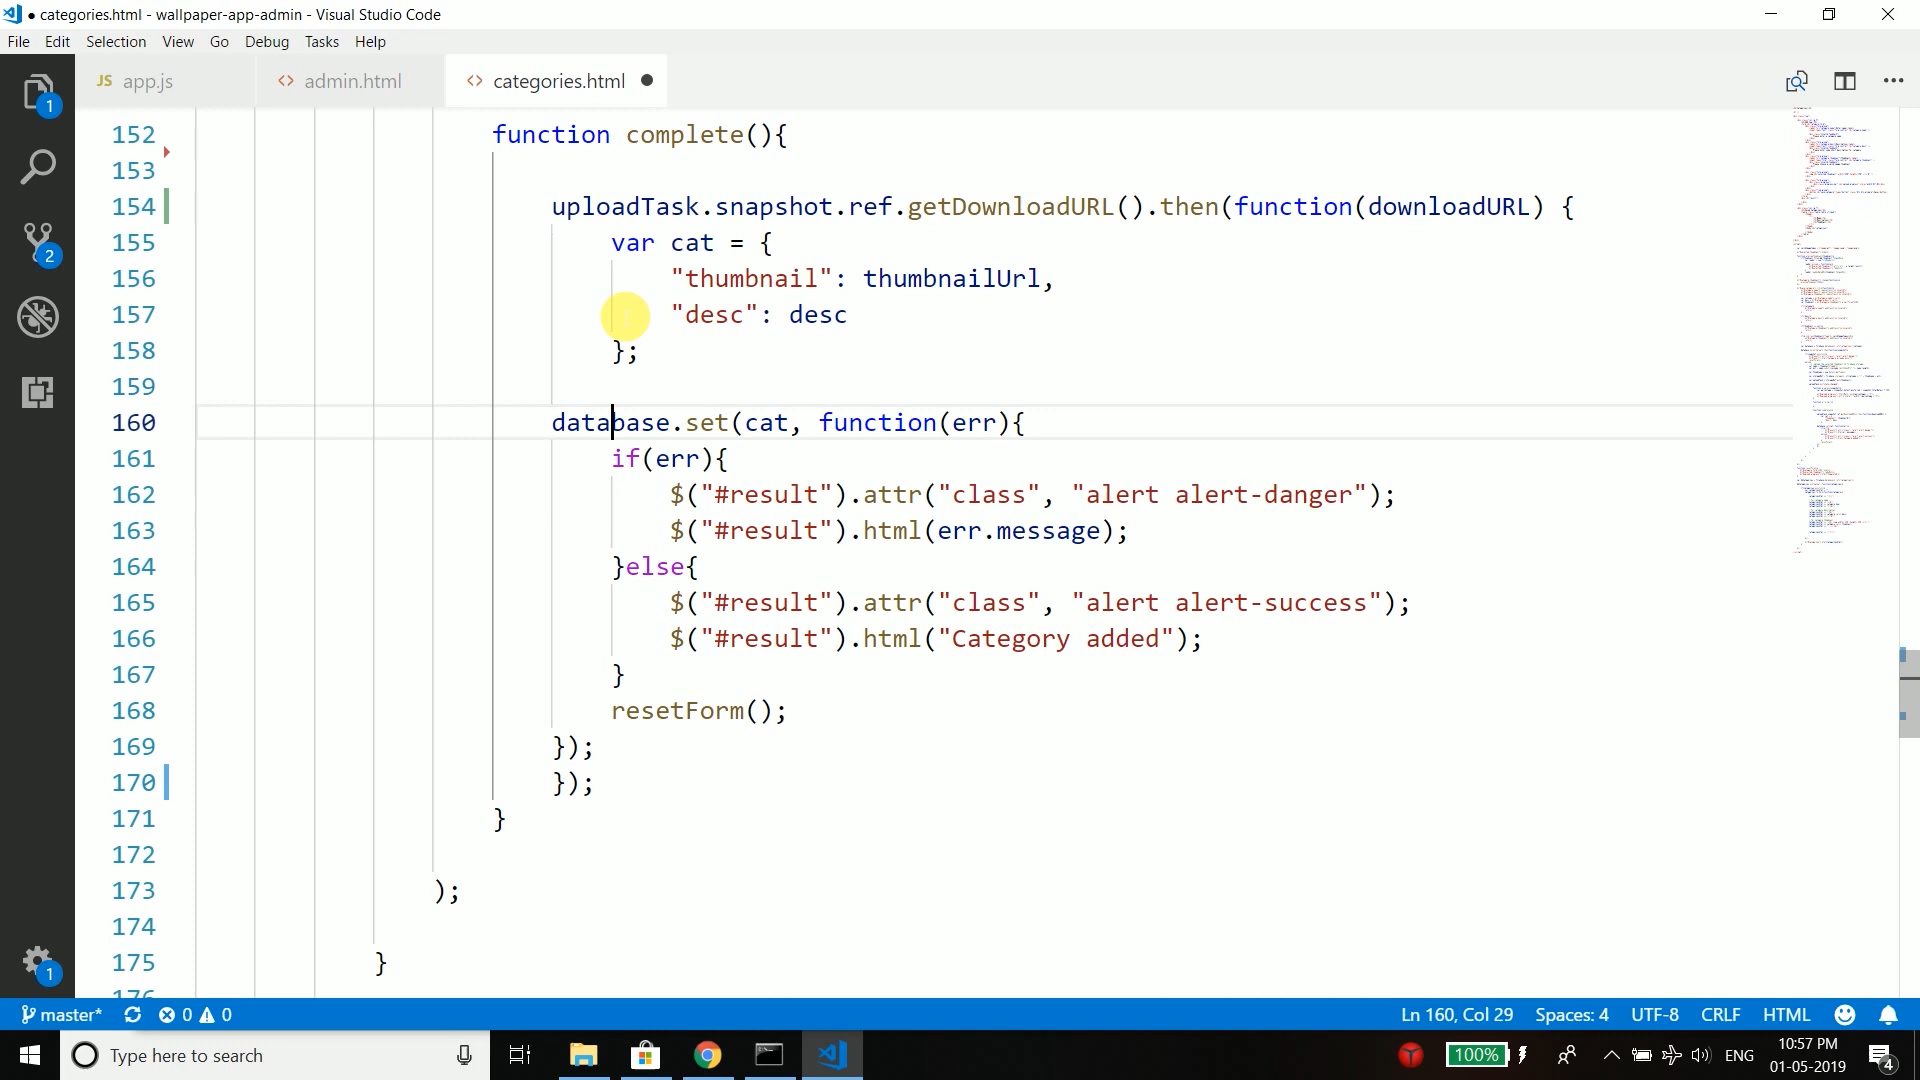 ● categories.html - wallpaper-app-admin - Visual Studio Code
File Edit Selection View Go Debug Tasks Help
JS app.js <> admin.html <> categories.html ●
1
2
1
152 function complete(){
153
154 uploadTask.snapshot.ref.getDownloadURL().then(function(downloadURL) {
155 var cat = {
156 "thumbnail": thumbnailUrl,
157 "desc": desc
158 };
159
160 database.set(cat, function(err){
161 if(err){
162 $("#result").attr("class", "alert alert-danger");
163 $("#result").html(err.message);
164 }else{
165 $("#result").attr("class", "alert alert-success");
166 $("#result").html("Category added");
167 }
168 resetForm();
169 });
170 });
171 }
172
173 );
174
175 }
176
master* 0 0 Ln 160, Col 29 Spaces: 4 UTF-8 CRLF HTML
Type here to search 100% ENG 10:57 PM
01-05-2019 4